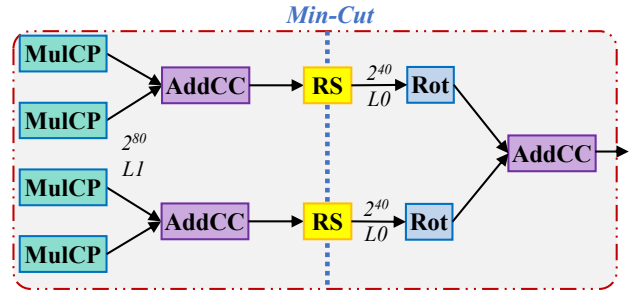 Min-Cut
MulCP
MulCP
AddCC
RS
2^40
L0
Rot
2^80
L1
AddCC
MulCP
MulCP
AddCC
RS
2^40
L0
Rot